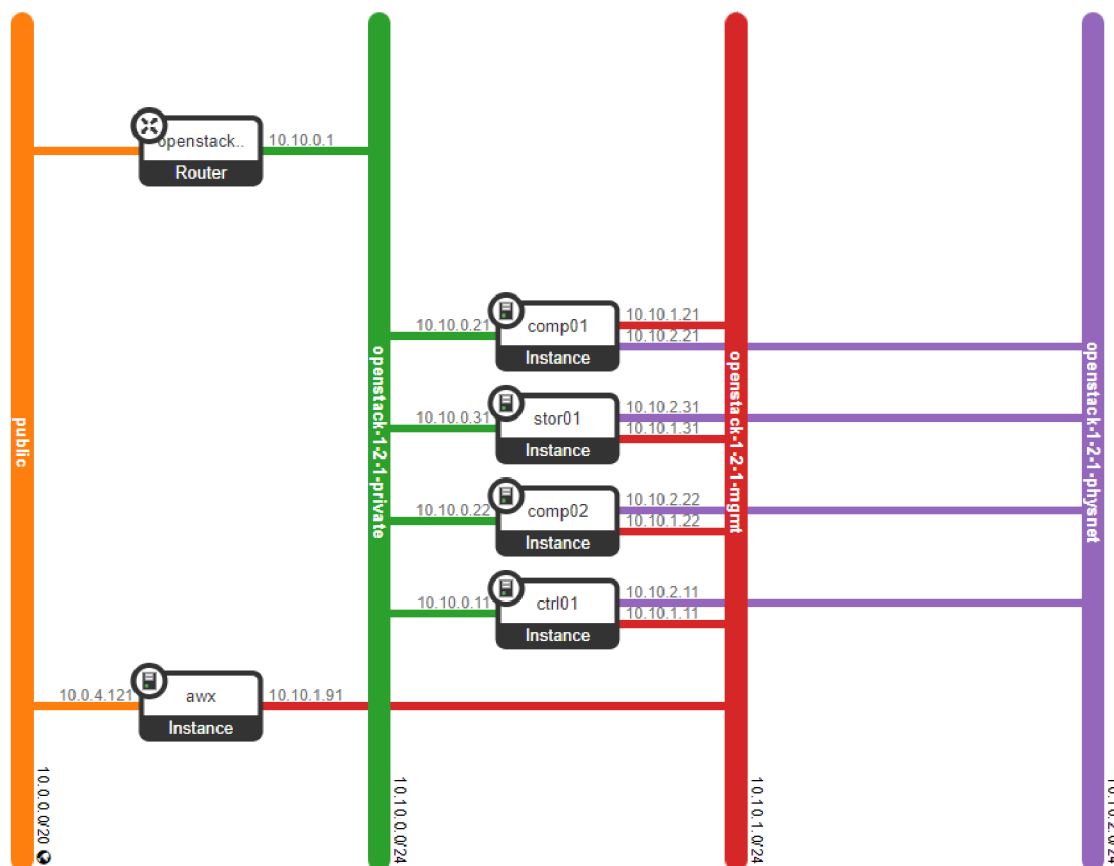 openstack..
Router
10.10.0.1
10.10.0.21
comp01
Instance
10.10.1.21
10.10.2.21
10.10.0.31
stor01
Instance
10.10.2.31
10.10.1.31
10.10.0.22
comp02
Instance
10.10.2.22
10.10.1.22
10.10.0.11
ctrl01
Instance
10.10.2.11
10.10.1.11
10.0.4.121
awx
Instance
10.10.1.91
public
openstack-1-2-1-private
openstack-1-2-1-mgmt
openstack-1-2-1-physnet
10.0.0.0/20
10.10.0.0/24
10.10.1.0/24
10.10.2.0/24